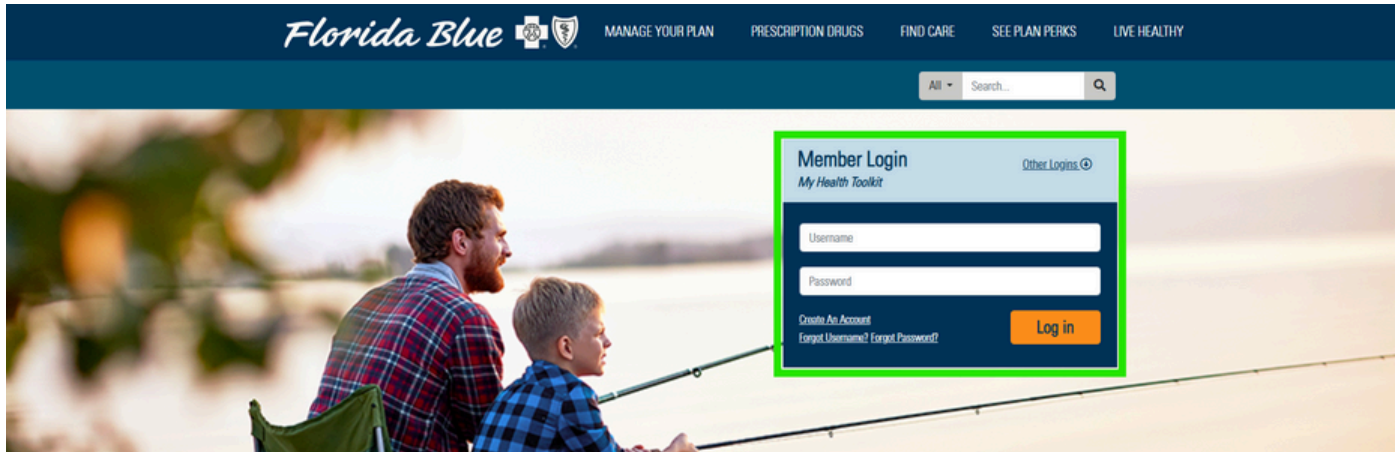 Florida Blue MANAGE YOUR PLAN PRESCRIPTION DRUGS FIND CARE SEE PLAN PERKS LIVE HEALTHY
All Search...
Member Login Other Logins
My Health Toolkit
Username
Password
Create An Account
Forgot Username? Forgot Password?
Log in